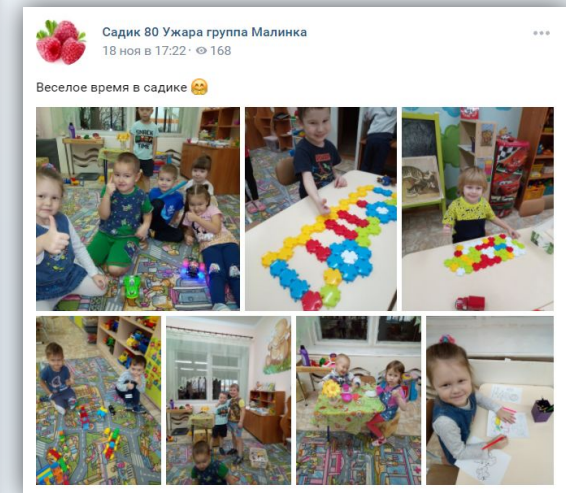 Садик 80 Ужара группа Малинка
18 ноя в 17:22 · 168
Веселое время в садике 🤗